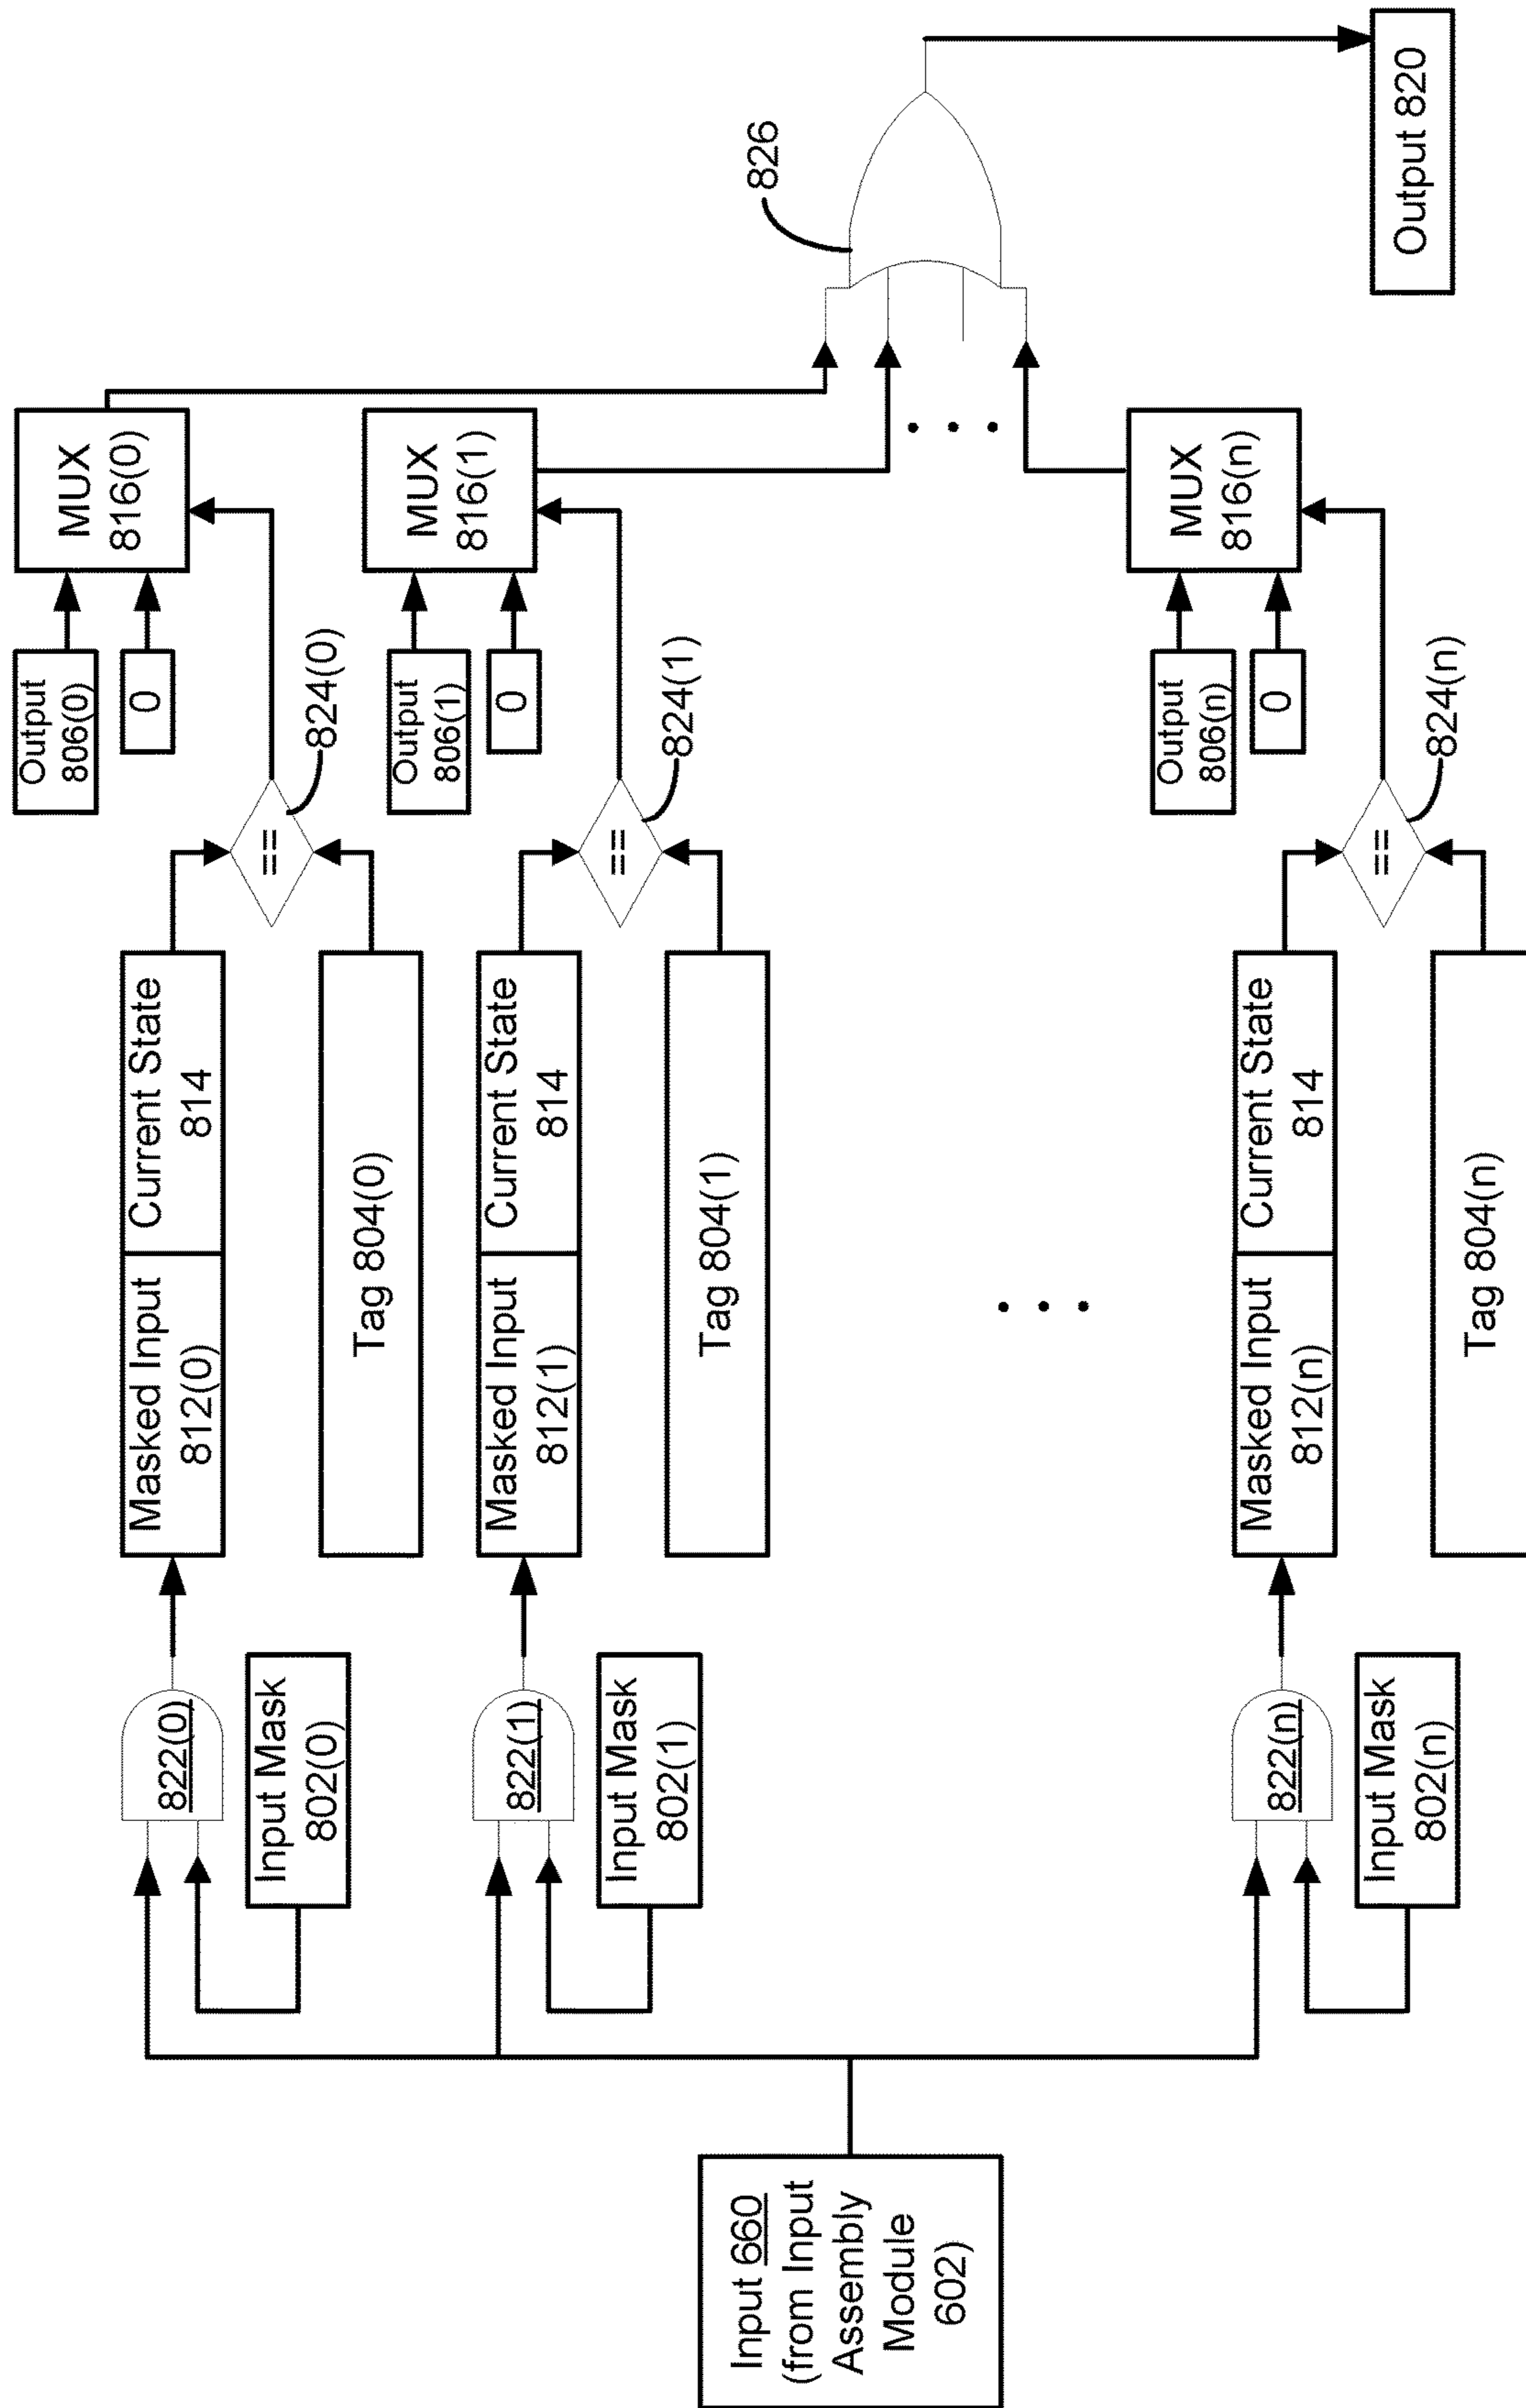 Input 660
(from Input
Assembly
Module
602)
822(0)
Input Mask
802(0)
Masked Input
812(0)
Current State
814
Tag 804(0)
==
824(0)
Output
806(0)
0
MUX
816(0)
822(1)
Input Mask
802(1)
Masked Input
812(1)
Current State
814
Tag 804(1)
==
824(1)
Output
806(1)
0
MUX
816(1)
822(n)
Input Mask
802(n)
Masked Input
812(n)
Current State
814
Tag 804(n)
==
824(n)
Output
806(n)
0
MUX
816(n)
826
Output 820